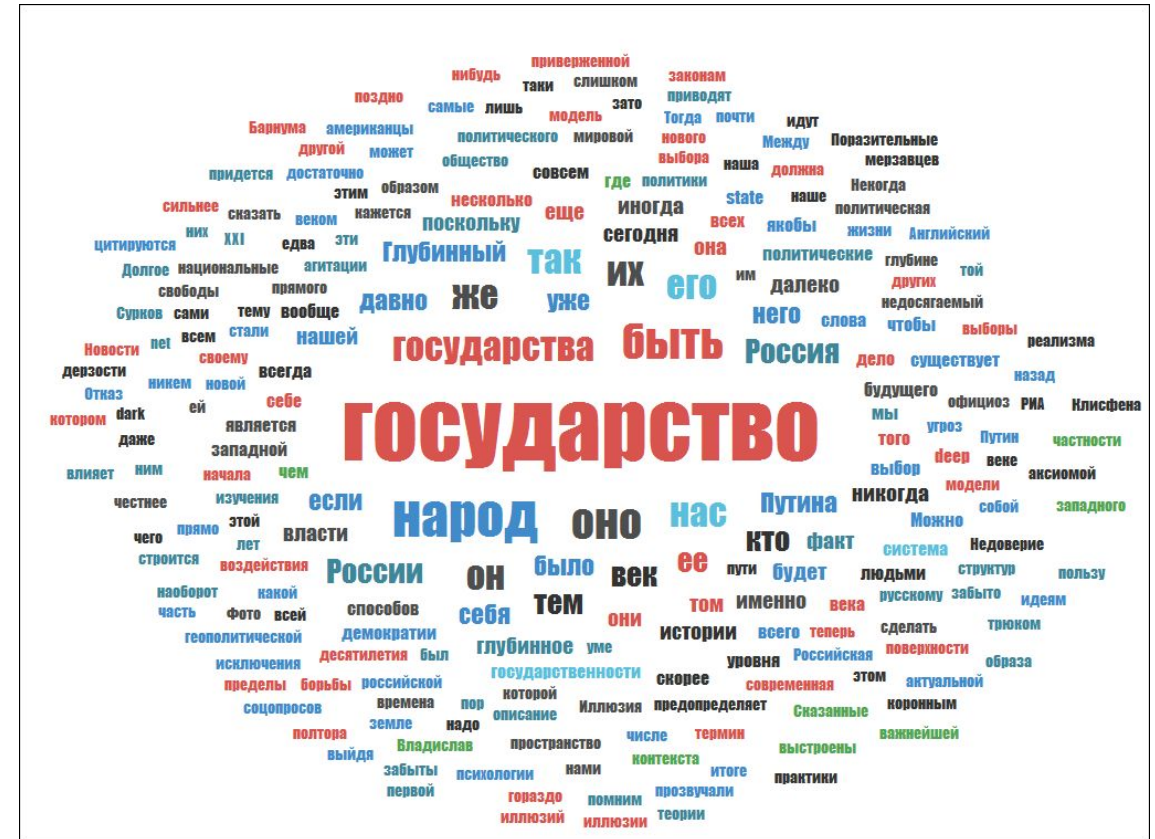 приверженной
нибудь таки слишком законам
поздно самые лишь модель зато приводят
Барнума американцы политического мировой Тогда почти идут
другой может общество нового Между Поразительные
придется достаточно совсем выбора наша должна мерзавцев
этим образом где политики Некогда
сильнее сказать веком кажется несколько еще иногда state наше политическая
цитируются них XXI едва эти поскольку сегодня всех якобы жизни Английский
Долгое национальные агитации Глубинный так их она политические глубине той
свободы прямого его им далеко других
Сурков сами тему вообще давно же уже него слова чтобы недосягаемый
Новости net всем стали нашей выборы реализма
дерзости своему всегда государства быть Россия дело существует назад
Отказ никем новой себе будущего официоз РИА Клисфена
котором dark ей является государство мы угроз
даже западной того Путин частности
влияет ним начала чем выбор deep веке аксиомой
честнее изучения если народ оно нас Путина никогда модели собой западного
чего прямо этой власти Можно
строится лет кто факт система Недоверие
воздействия России он было век ее пути будет людьми структур пользу
наоборот какой способов тем том именно века русскому забыто идеям
часть Фото всей себя они
геополитической демократии истории всего теперь сделать трюком
исключения десятилетия был глубинное уме уровня Российская поверхности образа
пределы борьбы российской государственности скорее современная этом актуальной
соцопросов времена пор которой Иллюзия предопределяет Сказанные коронным
полтора земле надо описание числе термин важнейшей
выйдя Владислав пространство контекста выстроены
забыты психологии нами итоге практики
первой гораздо помним прозвучали
иллюзий иллюзии теории